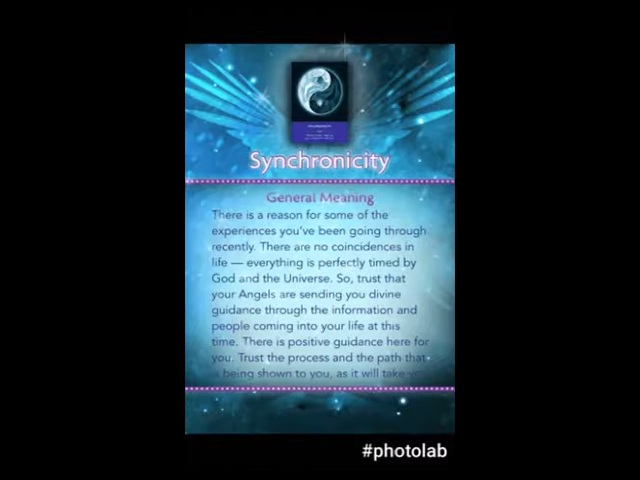 Synchronicity
General Meaning
There is a reason for some of the
experiences you've been going through
recently. There are no coincidences in
life — everything is perfectly timed by
God and the Universe. So, trust that
your Angels are sending you divine
guidance through the information and
people coming into your life at this
time. There is positive guidance here for
you. Trust the process and the path that
is being shown to you, as it will take
#photolab